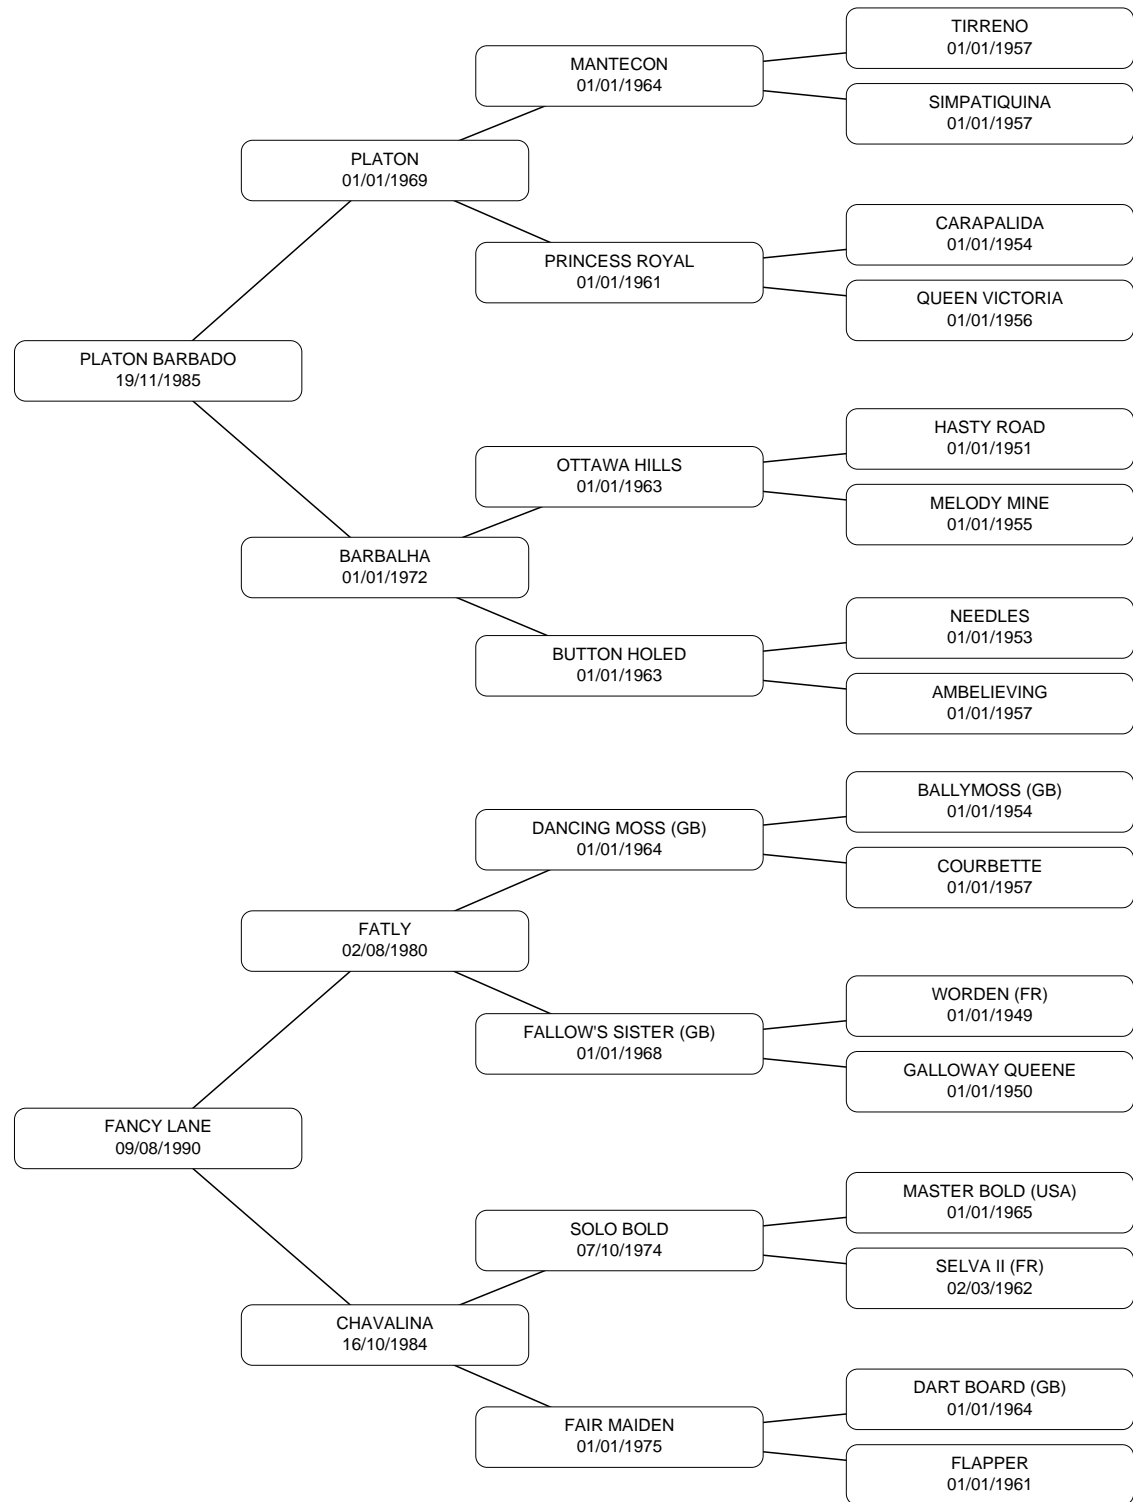 TIRRENO
01/01/1957
MANTECON
01/01/1964
SIMPATIQUINA
01/01/1957
PLATON
01/01/1969
CARAPALIDA
01/01/1954
PRINCESS ROYAL
01/01/1961
QUEEN VICTORIA
01/01/1956
PLATON BARBADO
19/11/1985
HASTY ROAD
01/01/1951
OTTAWA HILLS
01/01/1963
MELODY MINE
01/01/1955
BARBALHA
01/01/1972
NEEDLES
01/01/1953
BUTTON HOLED
01/01/1963
AMBELIEVING
01/01/1957
BALLYMOSS (GB)
01/01/1954
DANCING MOSS (GB)
01/01/1964
COURBETTE
01/01/1957
FATLY
02/08/1980
WORDEN (FR)
01/01/1949
FALLOW'S SISTER (GB)
01/01/1968
GALLOWAY QUEENE
01/01/1950
FANCY LANE
09/08/1990
MASTER BOLD (USA)
01/01/1965
SOLO BOLD
07/10/1974
SELVA II (FR)
02/03/1962
CHAVALINA
16/10/1984
DART BOARD (GB)
01/01/1964
FAIR MAIDEN
01/01/1975
FLAPPER
01/01/1961